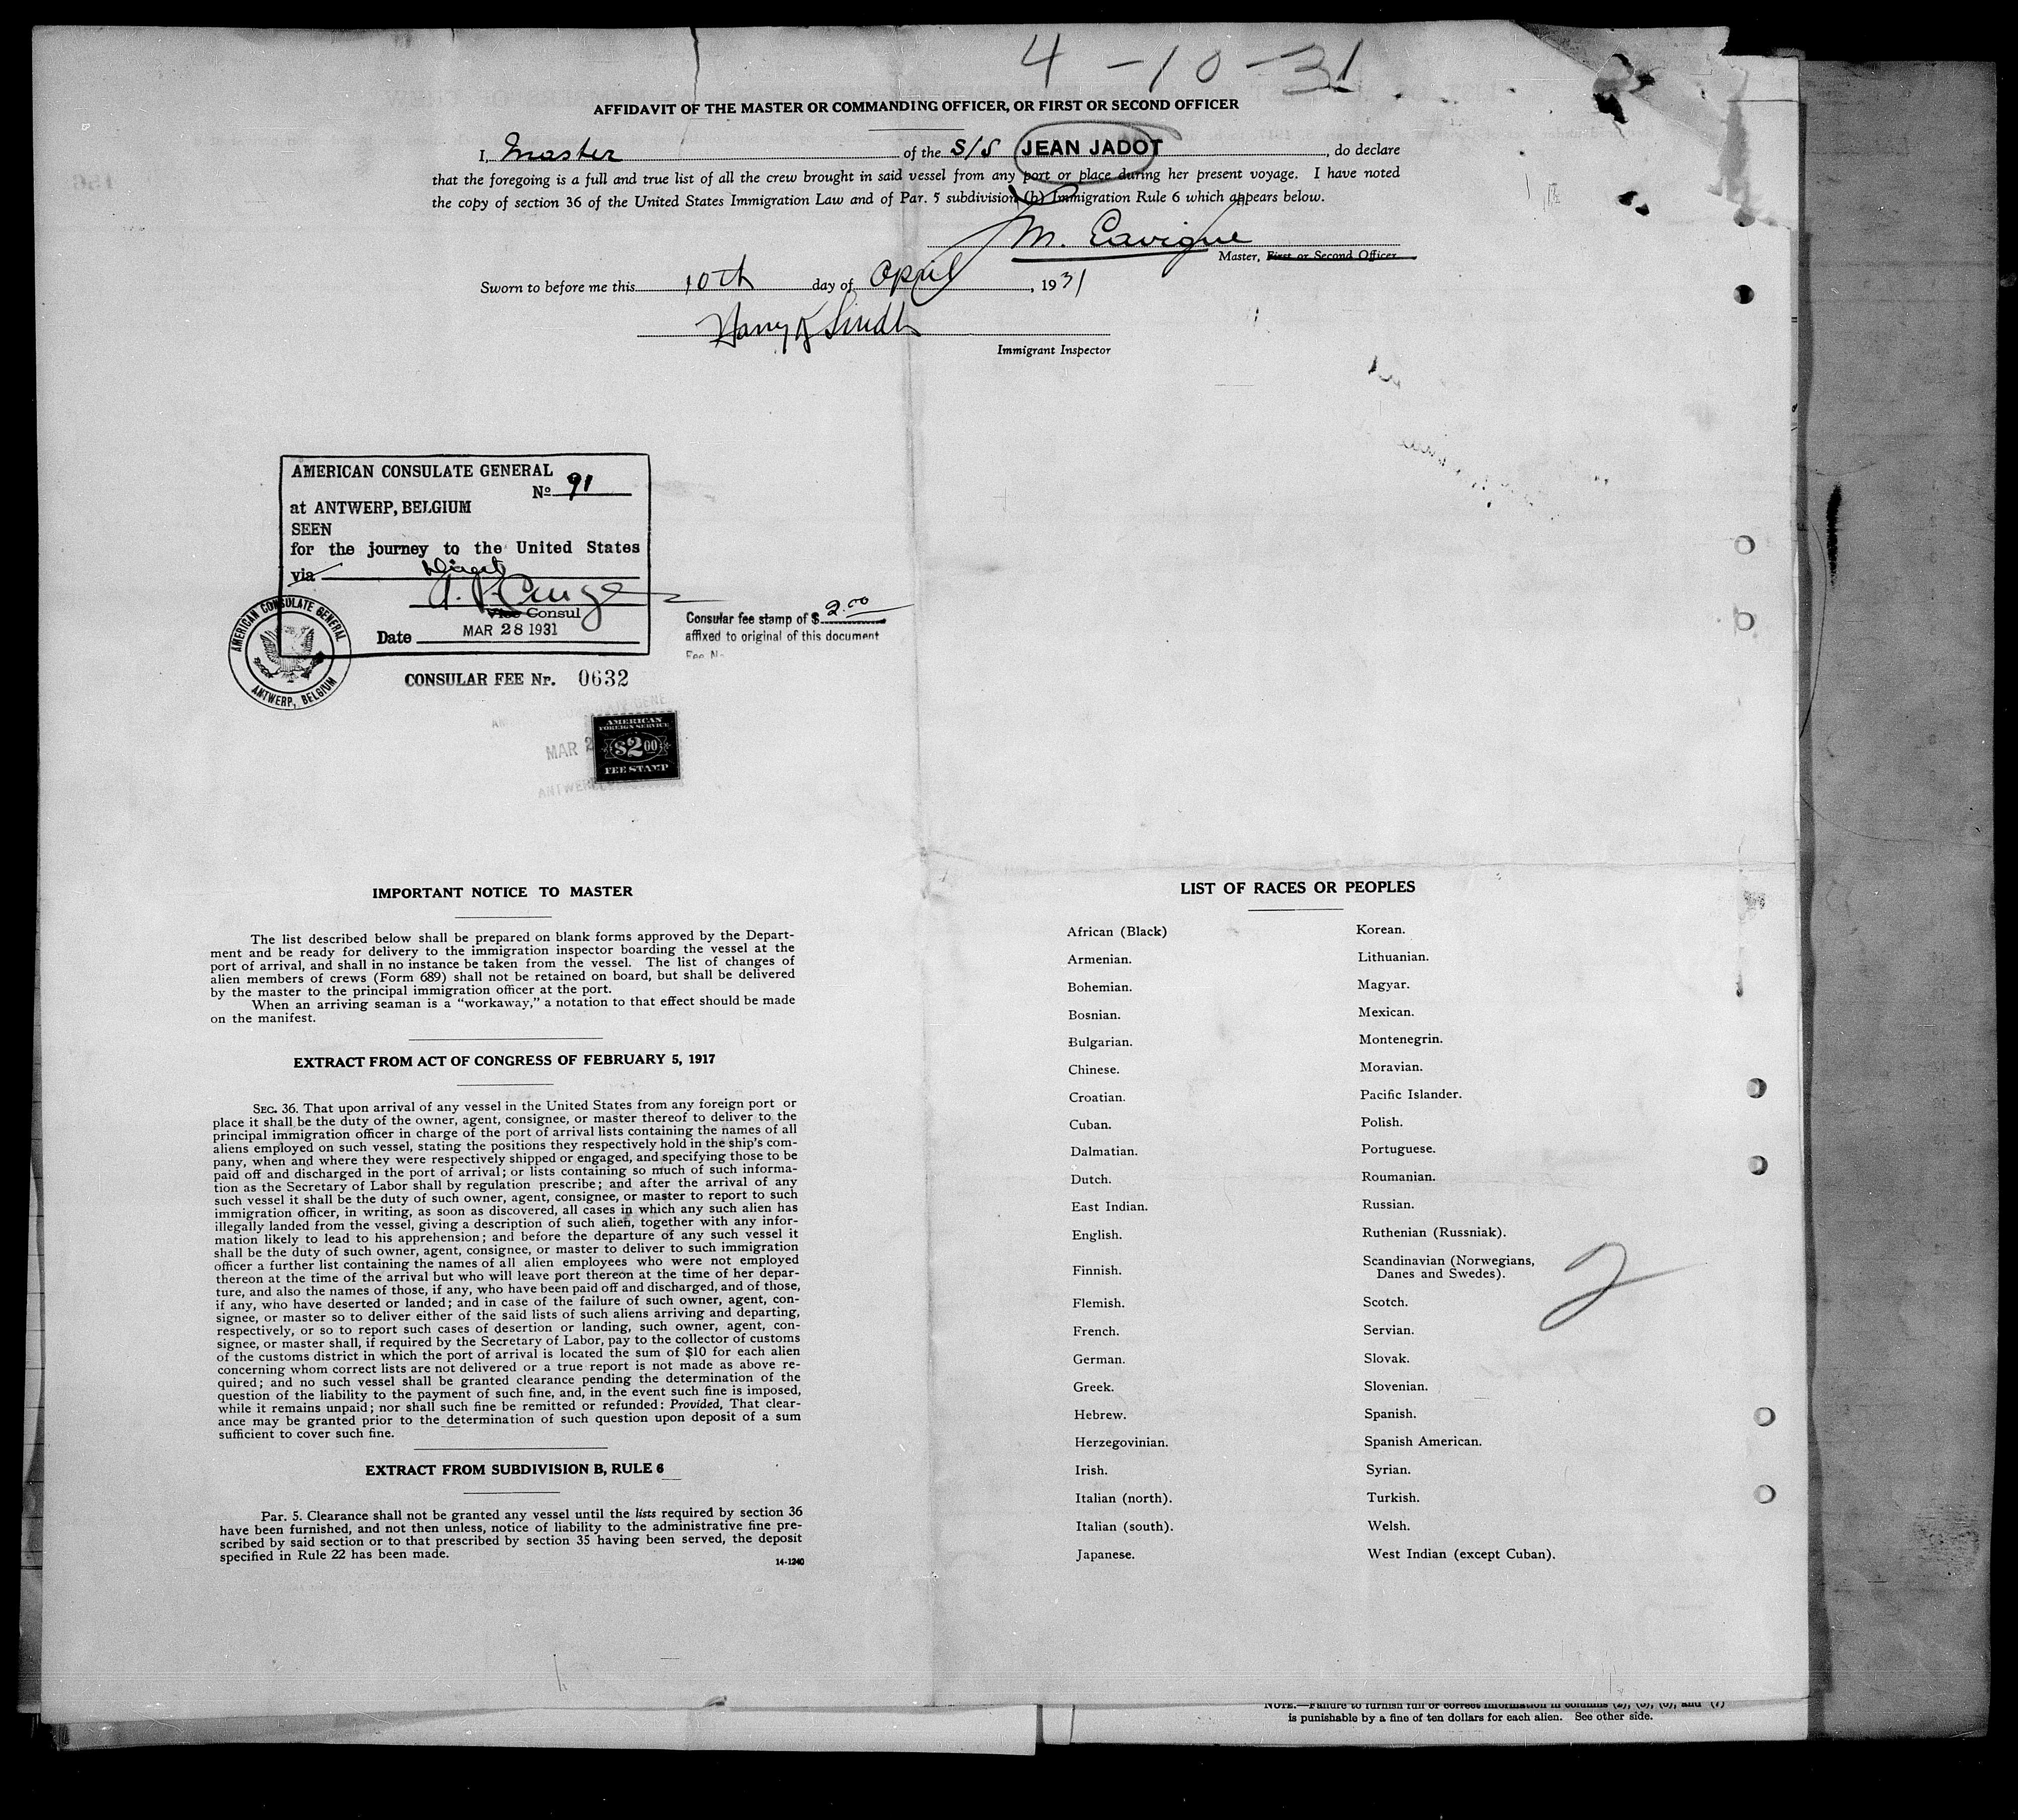 4-10-31
AFFIDAVIT OF THE MASTER OR COMMANDING OFFICER, OR FIRST OR SECOND OFFICER
I, Master of the S/S JEAN JADOT, do declare
that the foregoing is a full and true list of all the crew brought in said vessel from any port or place during her present voyage. I have noted
the copy of section 36 of the United States Immigration Law and of Par. 5 subdivision (b) Immigration Rule 6 which appears below.
M.
Master, First or Second Officer
Sworn to before me this 10th day of April, 1931
Harry
Immigrant Inspector
AMERICAN CONSULATE GENERAL
No 91
at ANTWERP, BELGIUM
SEEN
for the journey to the United States
via direct
Vice Consul
Date MAR 28 1931
AMERICAN CONSULATE GENERAL
ANTWERP, BELGIUM
Consular fee stamp of $ 2.00
affixed to original of this document
Fee N
CONSULAR FEE Nr. 0632
MAR 2
ANTWER
AMERICAN
FOREIGN SERVICE
$2.00
FEE STAMP
IMPORTANT NOTICE TO MASTER
The list described below shall be prepared on blank forms approved by the Depart-
ment and be ready for delivery to the immigration inspector boarding the vessel at the
port of arrival, and shall in no instance be taken from the vessel. The list of changes of
alien members of crews (Form 689) shall not be retained on board, but shall be delivered
by the master to the principal immigration officer at the port.
When an arriving seaman is a "workaway," a notation to that effect should be made
on the manifest.
EXTRACT FROM ACT OF CONGRESS OF FEBRUARY 5, 1917
SEC. 36. That upon arrival of any vessel in the United States from any foreign port or
place it shall be the duty of the owner, agent, consignee, or master thereof to deliver to the
principal immigration officer in charge of the port of arrival lists containing the names of all
aliens employed on such vessel, stating the positions they respectively hold in the ship's com-
pany, when and where they were respectively shipped or engaged, and specifying those to be
paid off and discharged in the port of arrival; or lists containing so much of such informa-
tion as the Secretary of Labor shall by regulation prescribe; and after the arrival of any
such vessel it shall be the duty of such owner, agent, consignee, or master to report to such
immigration officer, in writing, as soon as discovered, all cases in which any such alien has
illegally landed from the vessel, giving a description of such alien, together with any infor-
mation likely to lead to his apprehension; and before the departure of any such vessel it
shall be the duty of such owner, agent, consignee, or master to deliver to such immigration
officer a further list containing the names of all alien employees who were not employed
thereon at the time of the arrival but who will leave port thereon at the time of her depar-
ture, and also the names of those, if any, who have been paid off and discharged, and of those,
if any, who have deserted or landed; and in case of the failure of such owner, agent, con-
signee, or master so to deliver either of the said lists of such aliens arriving and departing,
respectively, or so to report such cases of desertion or landing, such owner, agent, con-
signee, or master shall, if required by the Secretary of Labor, pay to the collector of customs
of the customs district in which the port of arrival is located the sum of $10 for each alien
concerning whom correct lists are not delivered or a true report is not made as above re-
quired; and no such vessel shall be granted clearance pending the determination of the
question of the liability to the payment of such fine, and, in the event such fine is imposed,
while it remains unpaid; nor shall such fine be remitted or refunded: Provided, That clear-
ance may be granted prior to the determination of such question upon deposit of a sum
sufficient to cover such fine.
EXTRACT FROM SUBDIVISION B, RULE 6
Par. 5. Clearance shall not be granted any vessel until the lists required by section 36
have been furnished, and not then unless, notice of liability to the administrative fine pre-
scribed by said section or to that prescribed by section 35 having been served, the deposit
specified in Rule 22 has been made.
14-1240
LIST OF RACES OR PEOPLES
African (Black)
Armenian.
Bohemian.
Bosnian.
Bulgarian.
Chinese.
Croatian.
Cuban.
Dalmatian.
Dutch.
East Indian.
English.
Finnish.
Flemish.
French.
German.
Greek.
Hebrew.
Herzegovinian.
Irish.
Italian (north).
Italian (south).
Japanese.
Korean.
Lithuanian.
Magyar.
Mexican.
Montenegrin.
Moravian.
Pacific Islander.
Polish.
Portuguese.
Roumanian.
Russian.
Ruthenian (Russniak).
Scandinavian (Norwegians,
Danes and Swedes).
Scotch.
Servian.
Slovak.
Slovenian.
Spanish.
Spanish American.
Syrian.
Turkish.
Welsh.
West Indian (except Cuban).
2
NOTE.—Failure to furnish full or correct information in columns (2), (5), (6), and (7)
is punishable by a fine of ten dollars for each alien. See other side.